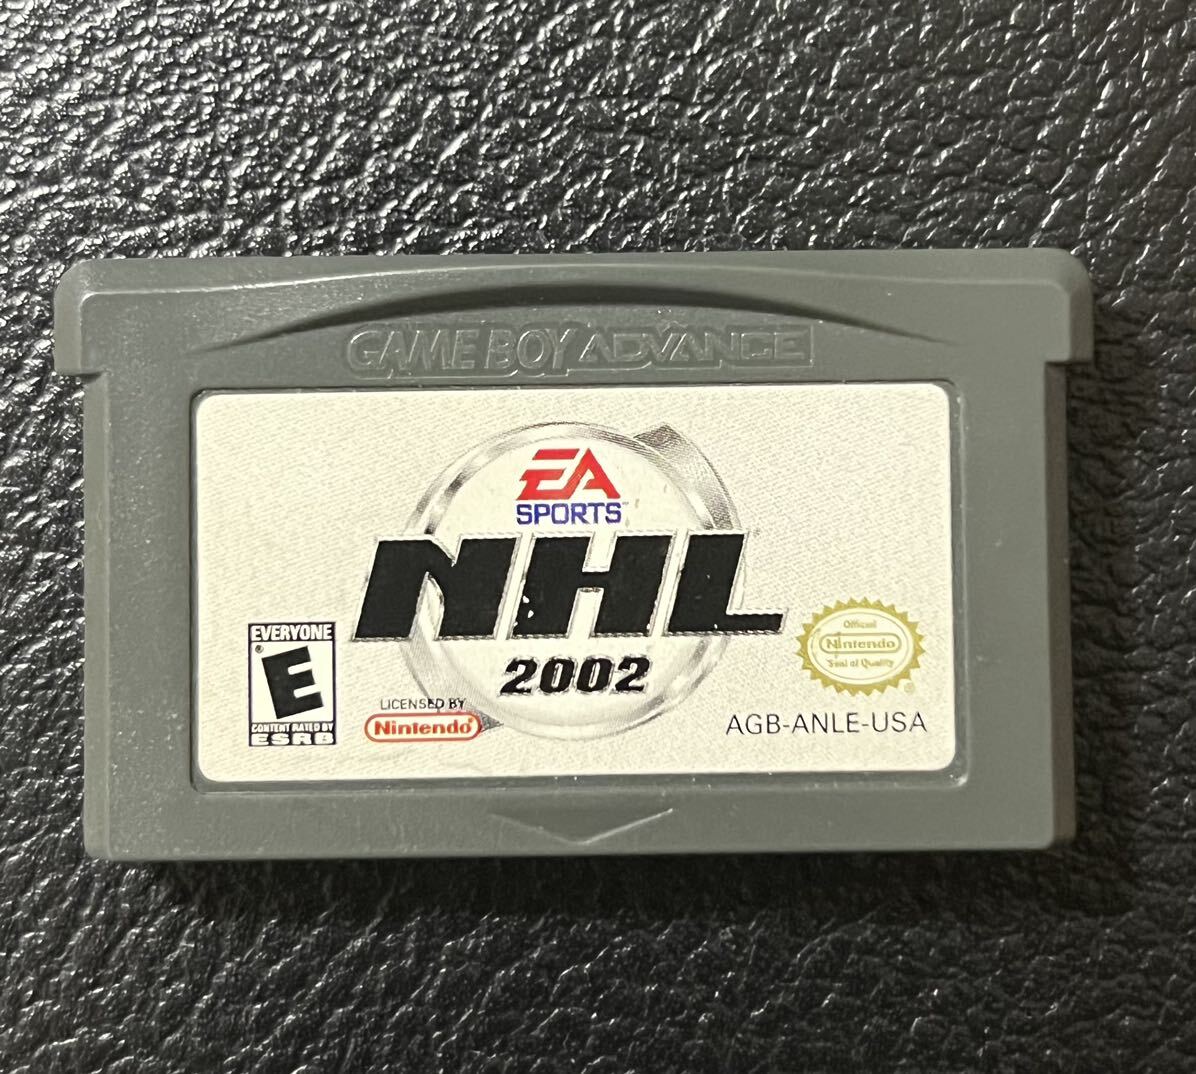 GAME BOY ADVANCE
EA
SPORTS™
NHL
2002
EVERYONE
E
®
CONTENT RATED BY
ESRB
LICENSED BY
Nintendo®
Official
Nintendo
Seal of Quality
®
AGB-ANLE-USA